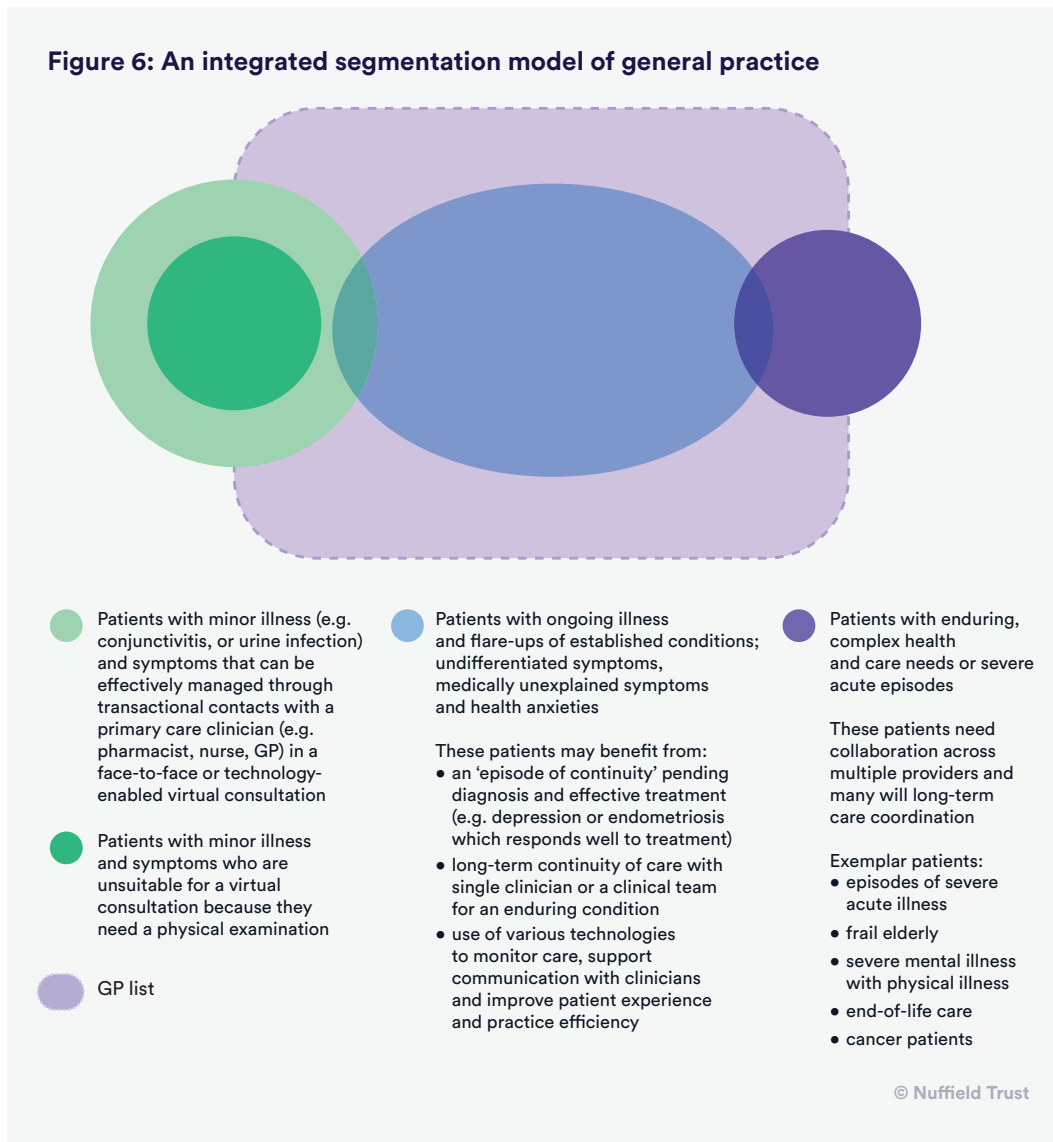 Figure 6: An integrated segmentation model of general practice
Patients with minor illness (e.g.
conjunctivitis, or urine infection)
and symptoms that can be
effectively managed through
transactional contacts with a
primary care clinician (e.g.
pharmacist, nurse, GP) in a
face-to-face or technology-
enabled virtual consultation
Patients with minor illness
and symptoms who are
unsuitable for a virtual
consultation because they
need a physical examination
GP list
Patients with ongoing illness
and flare-ups of established conditions;
undifferentiated symptoms,
medically unexplained symptoms
and health anxieties
These patients may benefit from:
• an ‘episode of continuity’ pending
diagnosis and effective treatment
(e.g. depression or endometriosis
which responds well to treatment)
• long-term continuity of care with
single clinician or a clinical team
for an enduring condition
• use of various technologies
to monitor care, support
communication with clinicians
and improve patient experience
and practice efficiency
Patients with enduring,
complex health
and care needs or severe
acute episodes
These patients need
collaboration across
multiple providers and
many will long-term
care coordination
Exemplar patients:
• episodes of severe
acute illness
• frail elderly
• severe mental illness
with physical illness
• end-of-life care
• cancer patients
© Nuffield Trust